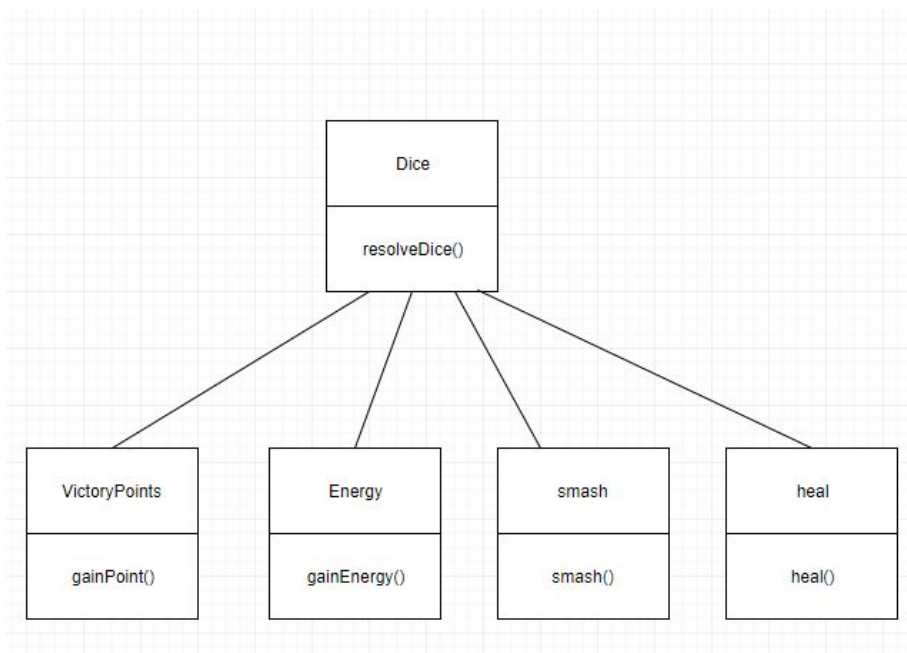 Dice
resolveDice()
VictoryPoints
Energy
smash
heal
gainPoint()
gainEnergy()
smash()
heal()